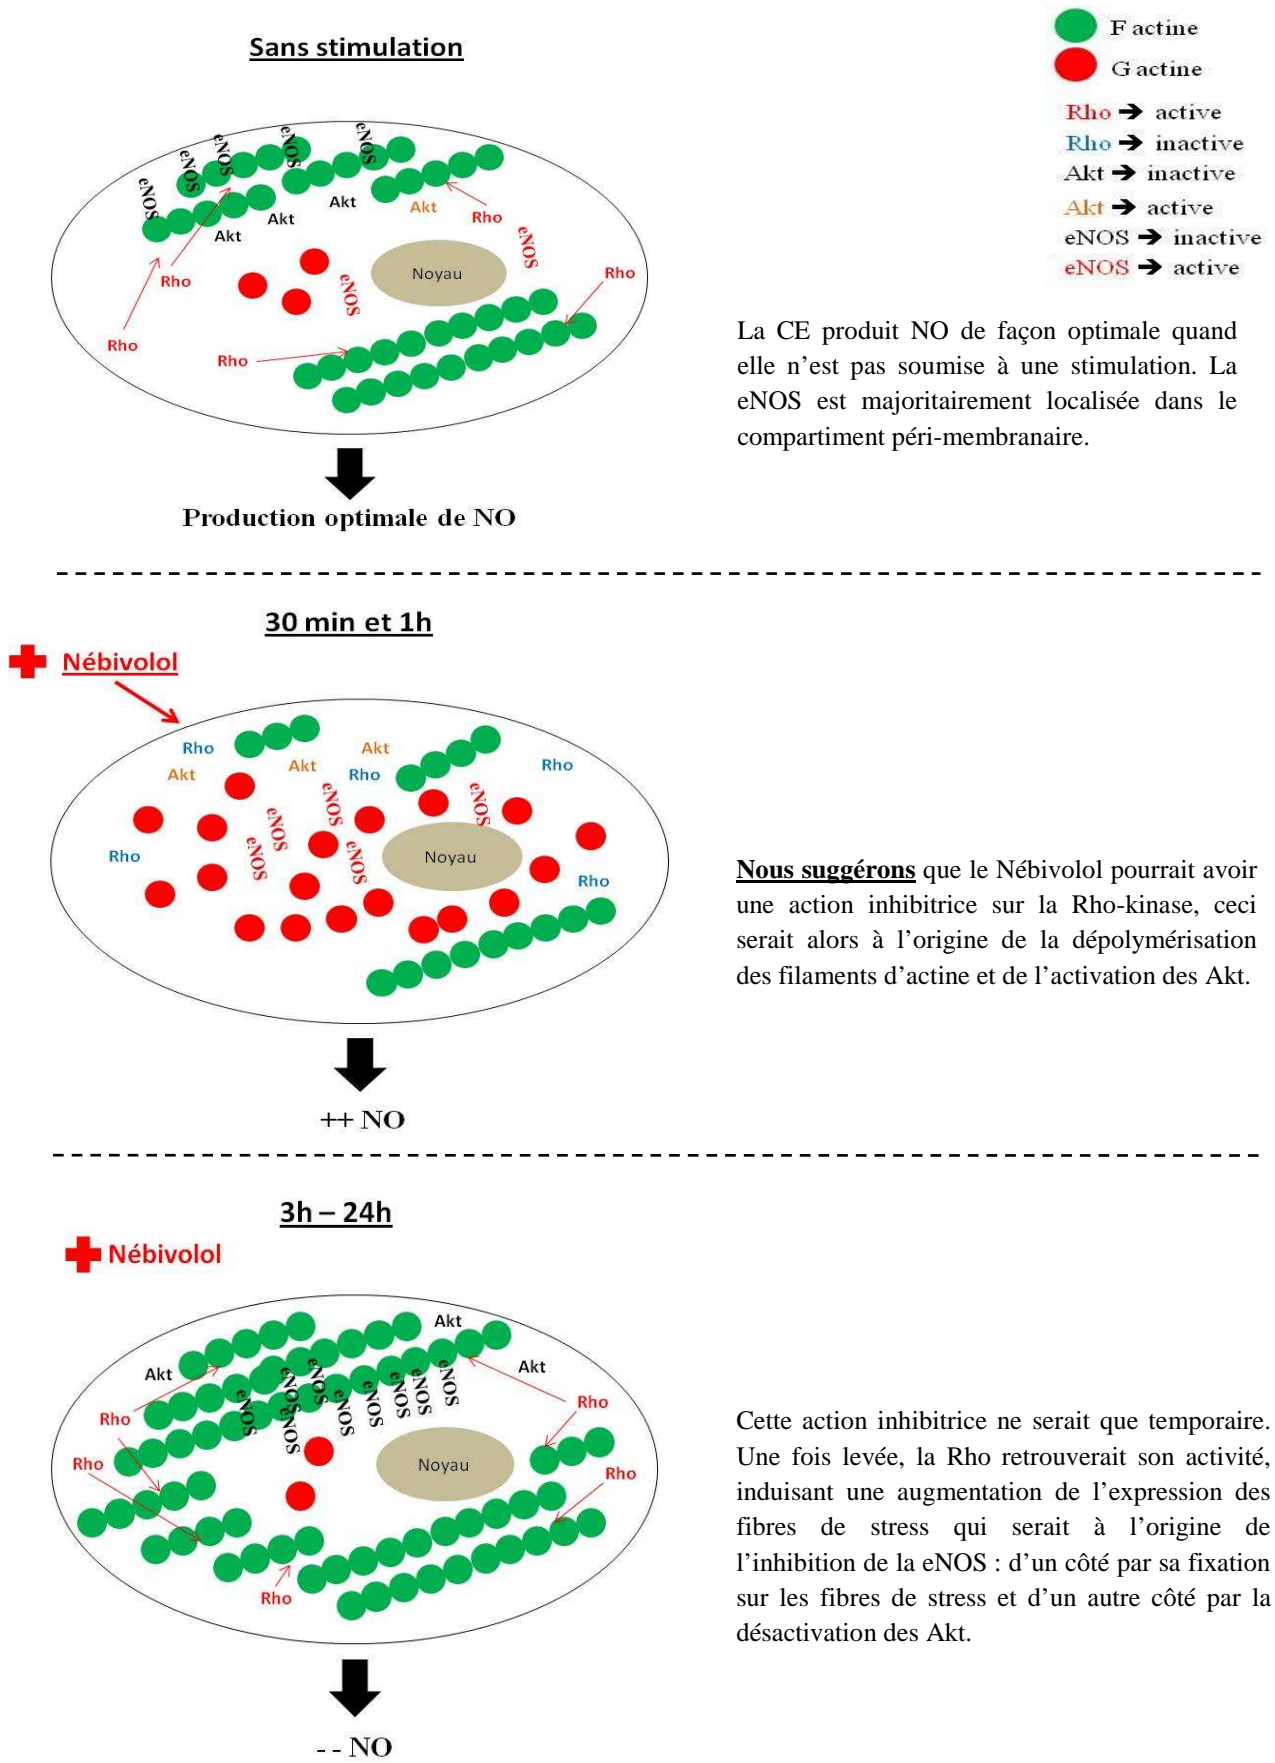 Sans stimulation
F actine
G actine
Rho → active
Rho → inactive
Akt → inactive
Akt → active
eNOS → inactive
eNOS → active
eNOS
eNOS
eNOS
eNOS
eNOS
Akt
Akt
Akt
Akt
Rho
eNOS
Rho
Noyau
Rho
eNOS
Rho
Rho
La CE produit NO de façon optimale quand
elle n’est pas soumise à une stimulation. La
eNOS est majoritairement localisée dans le
compartiment péri-membranaire.
Production optimale de NO
30 min et 1h
Nébivolol
Rho
Akt
Akt
Akt
Rho
Rho
eNOS
eNOS
eNOS
eNOS
eNOS
Rho
Noyau
Rho
Nous suggérons que le Nébivolol pourrait avoir
une action inhibitrice sur la Rho-kinase, ceci
serait alors à l’origine de la dépolymérisation
des filaments d’actine et de l’activation des Akt.
++ NO
3h – 24h
Nébivolol
Akt
Akt
Akt
eNOS
eNOS
eNOS
eNOS
eNOS
eNOS
eNOS
eNOS
eNOS
Rho
Rho
Rho
Noyau
Rho
Rho
Cette action inhibitrice ne serait que temporaire.
Une fois levée, la Rho retrouverait son activité,
induisant une augmentation de l’expression des
fibres de stress qui serait à l’origine de
l’inhibition de la eNOS : d’un côté par sa fixation
sur les fibres de stress et d’un autre côté par la
désactivation des Akt.
- - NO